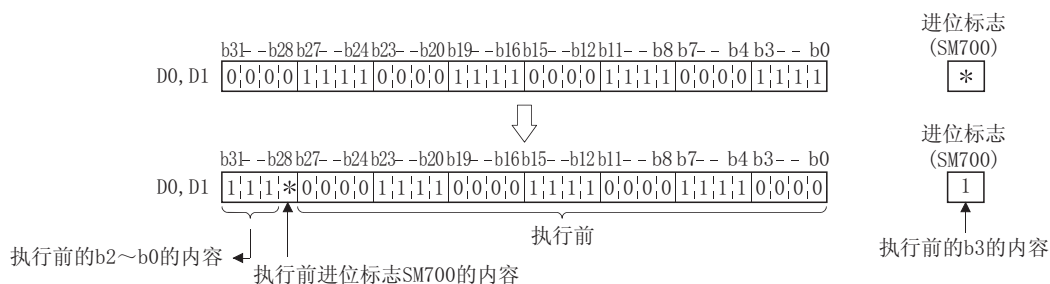 进位标志
(SM700)
b31- -b28 b27- -b24 b23- -b20 b19- -b16 b15- -b12 b11- - b8 b7- - b4 b3- - b0
D0,D1 0 0 0 0 1 1 1 1 0 0 0 0 1 1 1 1 0 0 0 0 1 1 1 1 0 0 0 0 1 1 1 1 *
进位标志
(SM700)
b31- -b28 b27- -b24 b23- -b20 b19- -b16 b15- -b12 b11- - b8 b7- - b4 b3- - b0
D0,D1 1 1 1 * 0 0 0 0 1 1 1 1 0 0 0 0 1 1 1 1 0 0 0 0 1 1 1 1 0 0 0 0 1
执行前
执行前的b2～b0的内容
执行前的b3的内容
执行前进位标志SM700的内容